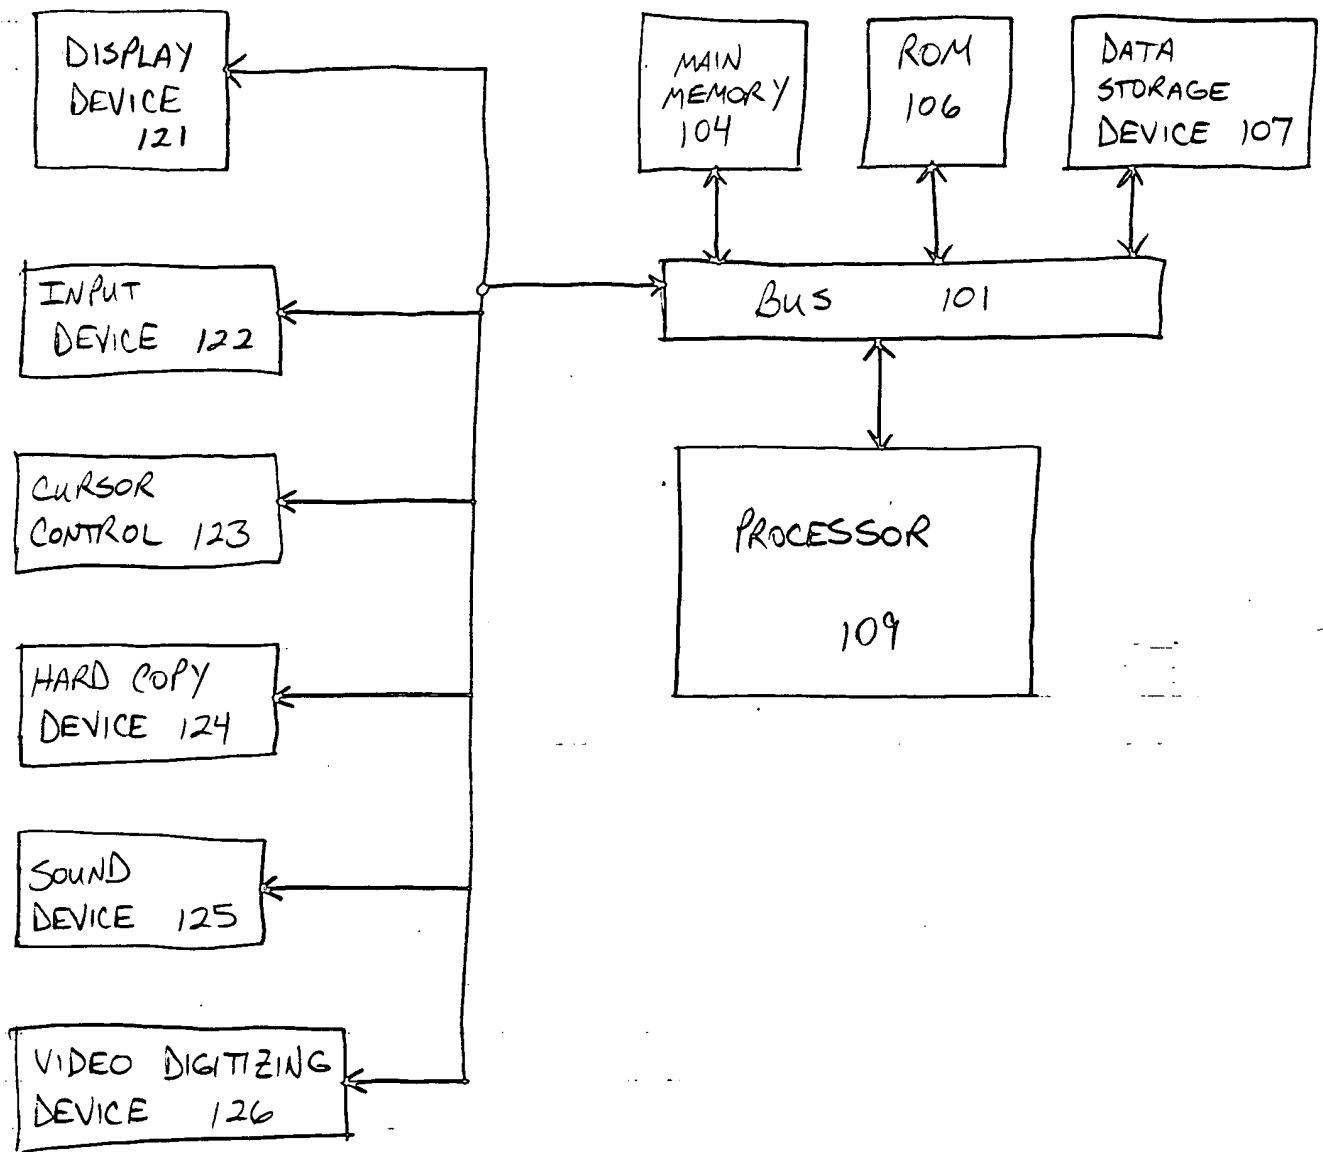 DISPLAY
DEVICE
121
MAIN
MEMORY
104
ROM
106
DATA
STORAGE
DEVICE 107
INPUT
DEVICE 122
BUS 101
CURSOR
CONTROL 123
PROCESSOR
109
HARD COPY
DEVICE 124
SOUND
DEVICE 125
VIDEO DIGITIZING
DEVICE 126